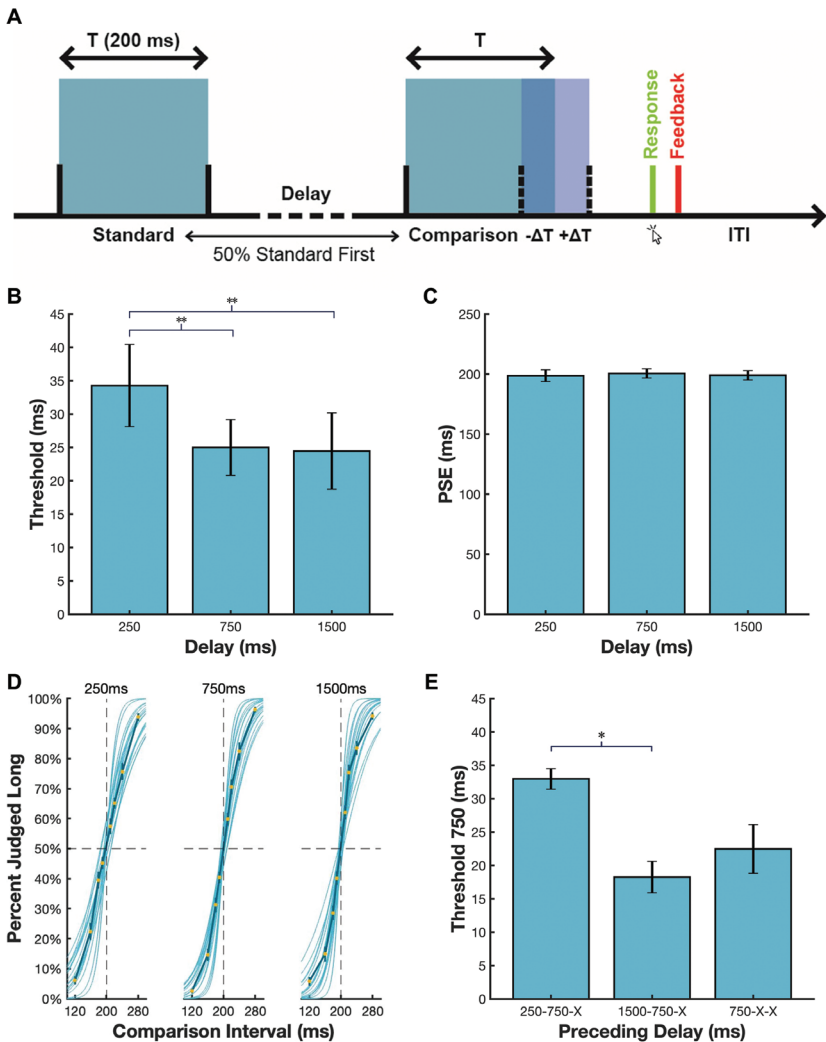 A
T (200 ms)
T
Response
Feedback
Delay
Standard
Comparison -ΔT +ΔT
ITI
50% Standard First
B
**
**
45
40
35
30
25
20
15
10
5
0
Threshold (ms)
250 750 1500
Delay (ms)
C
250
200
150
100
50
0
PSE (ms)
250 750 1500
Delay (ms)
D
250ms 750ms 1500ms
100%
90%
80%
70%
60%
50%
40%
30%
20%
10%
0%
Percent Judged Long
120 200 280 120 200 280 120 200 280
Comparison Interval (ms)
E
*
45
40
35
30
25
20
15
10
5
0
Threshold 750 (ms)
250-750-X 1500-750-X 750-X-X
Preceding Delay (ms)